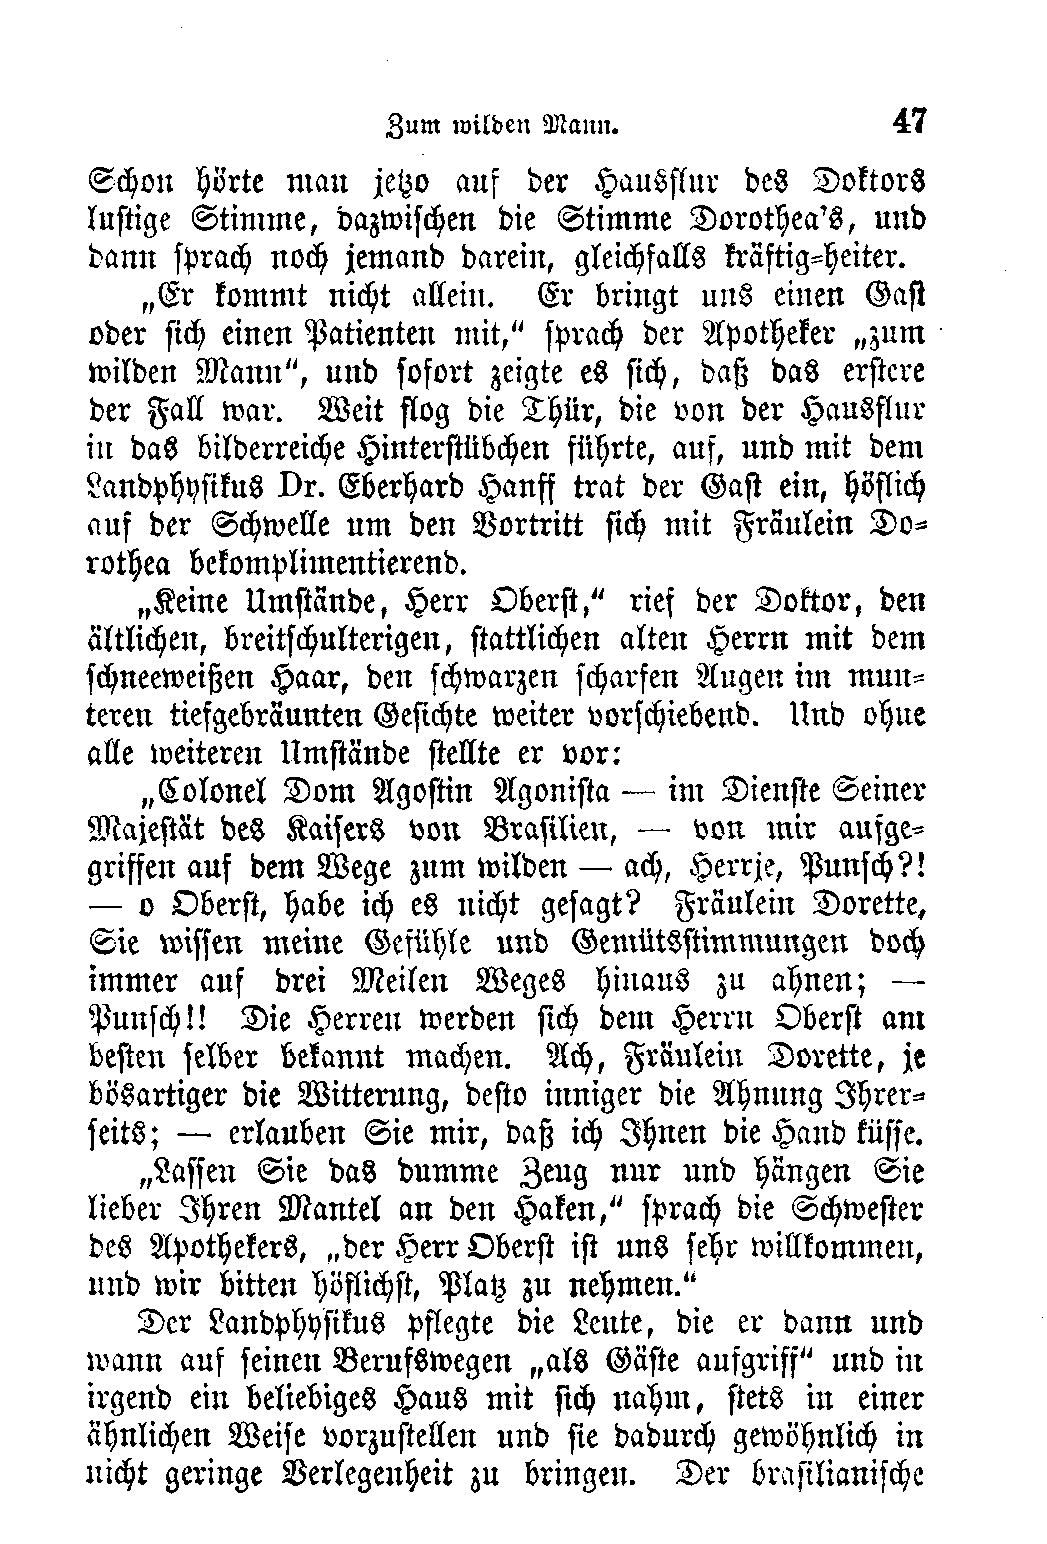 Zum wilden Mann. 47
Schon hörte man jetzo auf der Hausflur des Doktors
lustige Stimme, dazwischen die Stimme Dorothea's, und
dann sprach noch jemand darein, gleichfalls kräftig-heiter.
„Er kommt nicht allein. Er bringt uns einen Gast
oder sich einen Patienten mit,“ sprach der Apotheker „zum
wilden Mann“, und sofort zeigte es sich, daß das erstere
der Fall war. Weit flog die Thür, die von der Hausflur
in das bilderreiche Hinterstübchen führte, auf, und mit dem
Landphysikus Dr. Eberhard Hanff trat der Gast ein, höflich
auf der Schwelle um den Vortritt sich mit Fräulein Do-
rothea bekomplimentierend.
„Keine Umstände, Herr Oberst,“ rief der Doktor, den
ältlichen, breitschulterigen, stattlichen alten Herrn mit dem
schneeweißen Haar, den schwarzen scharfen Augen im mun-
teren tiefgebräunten Gesichte weiter vorschiebend. Und ohne
alle weiteren Umstände stellte er vor:
„Colonel Dom Agostin Agonista — im Dienste Seiner
Majestät des Kaisers von Brasilien, — von mir aufge-
griffen auf dem Wege zum wilden — ach, Herrje, Punsch?!
— o Oberst, habe ich es nicht gesagt? Fräulein Dorette,
Sie wissen meine Gefühle und Gemütsstimmungen doch
immer auf drei Meilen Weges hinaus zu ahnen; —
Punsch!! Die Herren werden sich dem Herrn Oberst am
besten selber bekannt machen. Ach, Fräulein Dorette, je
bösartiger die Witterung, desto inniger die Ahnung Ihrer-
seits; — erlauben Sie mir, daß ich Ihnen die Hand küsse.
„Lassen Sie das dumme Zeug nur und hängen Sie
lieber Ihren Mantel an den Haken,“ sprach die Schwester
des Apothekers, „der Herr Oberst ist uns sehr willkommen,
und wir bitten höflichst, Platz zu nehmen.“
Der Landphysikus pflegte die Leute, die er dann und
wann auf seinen Berufswegen „als Gäste aufgriff“ und in
irgend ein beliebiges Haus mit sich nahm, stets in einer
ähnlichen Weise vorzustellen und sie dadurch gewöhnlich in
nicht geringe Verlegenheit zu bringen. Der brasilianische